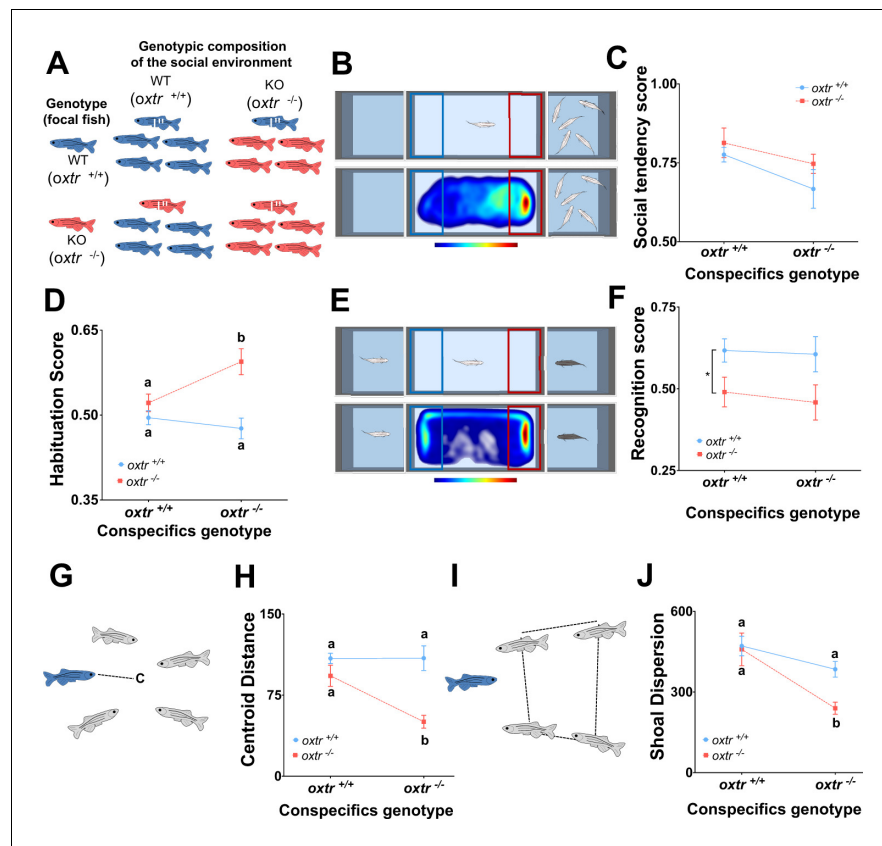 A
Genotypic composition
of the social environment
WT
(oxtr +/+)
KO
(oxtr -/-)
Genotype
(focal fish)
WT
(oxtr +/+)
KO
(oxtr -/-)
B
C
Social tendency score
1.00
0.75
0.50
oxtr +/+
oxtr -/-
oxtr +/+
oxtr -/-
Conspecifics genotype
D
Habituation Score
0.65
0.50
0.35
a
a
b
a
oxtr +/+
oxtr -/-
oxtr +/+
oxtr -/-
Conspecifics genotype
E
F
Recognition score
0.75
0.50
0.25
*
oxtr +/+
oxtr -/-
oxtr +/+
oxtr -/-
Conspecifics genotype
G
C
H
Centroid Distance
150
75
0
a
a
a
b
oxtr +/+
oxtr -/-
oxtr +/+
oxtr -/-
Conspecifics genotype
I
J
Shoal Dispersion
600
300
0
a
a
a
b
oxtr +/+
oxtr -/-
oxtr +/+
oxtr -/-
Conspecifics genotype